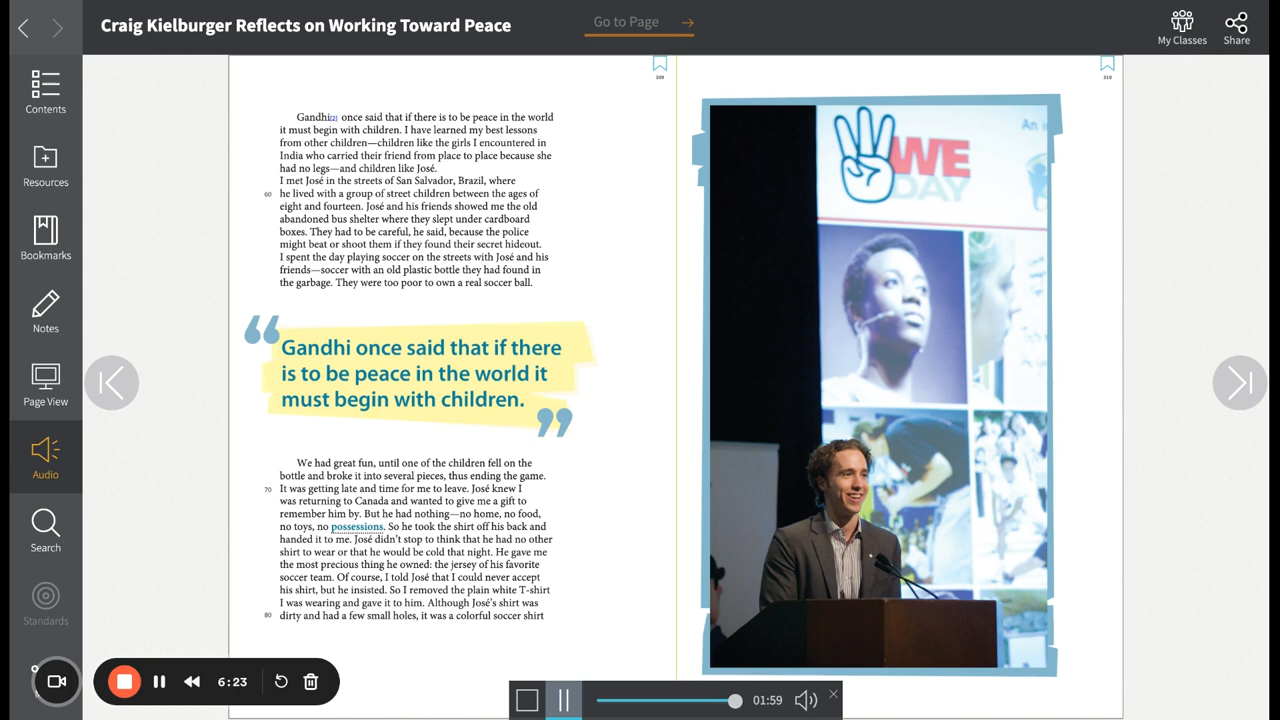 Craig Kielburger Reflects on Working Toward Peace
Go to Page
My Classes
Share
Contents
Resources
Bookmarks
Notes
Page View
Audio
Search
Standards
309
Gandhi[2] once said that if there is to be peace in the world
it must begin with children. I have learned my best lessons
from other children—children like the girls I encountered in
India who carried their friend from place to place because she
had no legs—and children like José.
I met José in the streets of San Salvador, Brazil, where
60 he lived with a group of street children between the ages of
eight and fourteen. José and his friends showed me the old
abandoned bus shelter where they slept under cardboard
boxes. They had to be careful, he said, because the police
might beat or shoot them if they found their secret hideout.
I spent the day playing soccer on the streets with José and his
friends—soccer with an old plastic bottle they had found in
the garbage. They were too poor to own a real soccer ball.
“Gandhi once said that if there
is to be peace in the world it
must begin with children.”
We had great fun, until one of the children fell on the
bottle and broke it into several pieces, thus ending the game.
70 It was getting late and time for me to leave. José knew I
was returning to Canada and wanted to give me a gift to
remember him by. But he had nothing—no home, no food,
no toys, no possessions. So he took the shirt off his back and
handed it to me. José didn’t stop to think that he had no other
shirt to wear or that he would be cold that night. He gave me
the most precious thing he owned: the jersey of his favorite
soccer team. Of course, I told José that I could never accept
his shirt, but he insisted. So I removed the plain white T-shirt
I was wearing and gave it to him. Although José’s shirt was
80 dirty and had a few small holes, it was a colorful soccer shirt
310
An i
WE
DAY
6:23
01:59